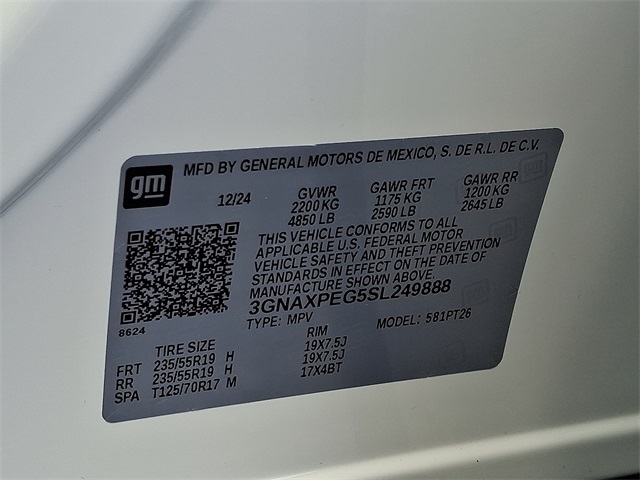 MFD BY GENERAL MOTORS DE MEXICO, S. DE R.L. DE C.V.
gm
12/24
GVWR GAWR FRT GAWR RR
2200 KG 1175 KG 1200 KG
4850 LB 2590 LB 2645 LB
THIS VEHICLE CONFORMS TO ALL
APPLICABLE U.S. FEDERAL MOTOR
VEHICLE SAFETY AND THEFT PREVENTION
STANDARDS IN EFFECT ON THE DATE OF
MANUFACTURE SHOWN ABOVE.
3GNAXPEG5SL249888
8624
TYPE: MPV MODEL: 581PT26
TIRE SIZE RIM
FRT 235/55R19 H 19X7.5J
RR 235/55R19 H 19X7.5J
SPA T125/70R17 M 17X4BT